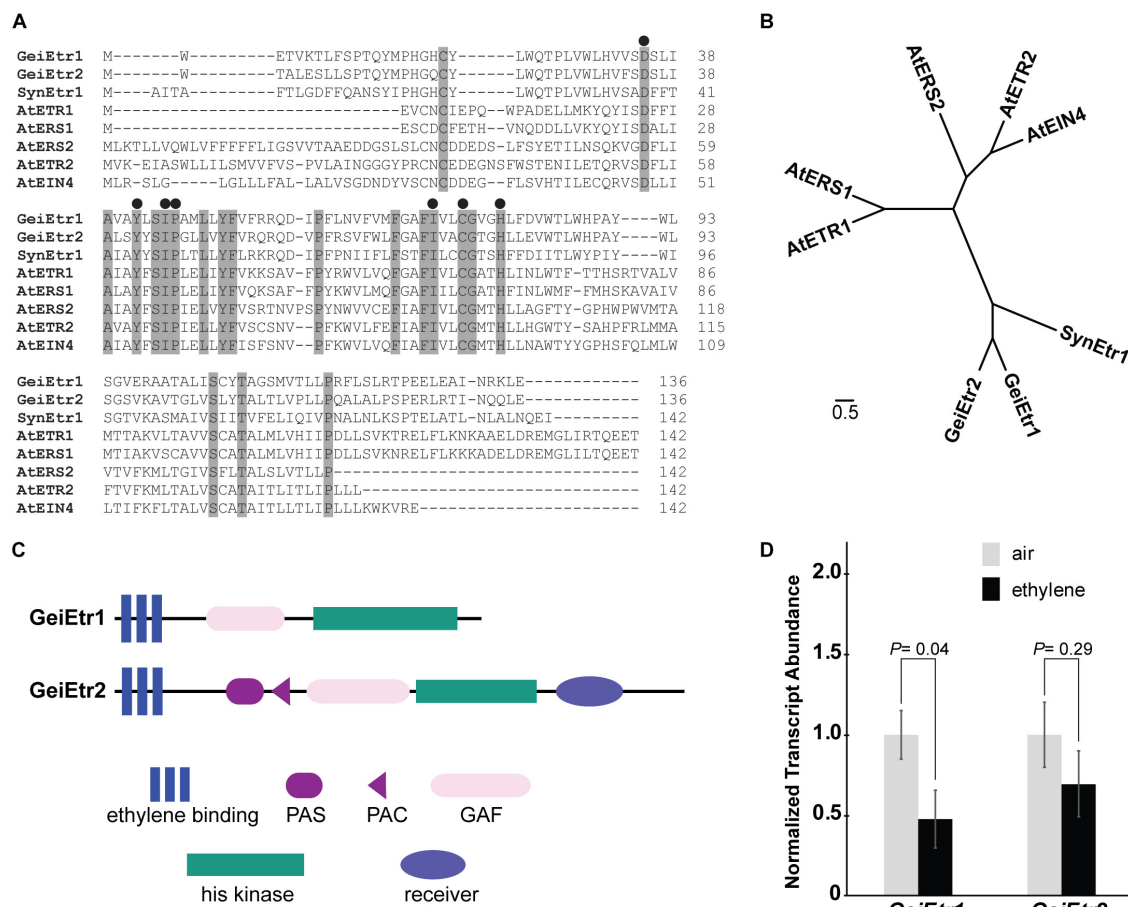 A
GeiEtr1 M-------W---------ETVKTLFSPTQYMPHGHCY------LWQTPLVWLHVVSDSLI 38
GeiEtr2 M-------W---------TALESLLSPTQYMPHGQCY------LWQTPLVWLHVFSDSLI 38
SynEtr1 M-----AITA--------FTLGDFFQANSYIPHGHCY------LWQTPLVWLHVSADFFT 41
AtETR1 M------------------------------EVCNCIEPQ--WPADELLMKYQYISDFFI 28
AtERS1 M------------------------------ESCDCFETH--VNQDDLLVKYQYISDALI 28
AtERS2 MLKTLLVQWLVFFFFFLIGSVVTAAEDDGSLSLCNCDDEDS-LFSYETILNSQKVGDFLI 59
AtETR2 MVK-EIASWLLILSMVVFVS-PVLAINGGGYPRCNCEDEGNSFWSTENILETQRVSDFLI 58
AtEIN4 MLR-SLG-----LGLLLFAL-LALVSGDNDYVSCNCDDEG-FLSVHTILECQRVSDLLI 51
GeiEtr1 AVAYLSIPAMLLYFVFRRQD-IPFLNVFVMFGAFILCGVGHLFDVWTLWHPAY----WL 93
GeiEtr2 ALSYYSIPGLLVYFVRQRQD-VPFRSVFWLFGAFIVACGTGHLLEVWTLWHPAY----WL 93
SynEtr1 AIAYYSIPLTLLYFVRKRQD-IPFPNIIFLFSTFILCCGTSHFFDIITLWYPIY----WI 96
AtETR1 AIAYFSIPLELIYFVKKSAV-FPYRWVLVQFGAFIVLCGATHLINLWTF-TTHSRTVALV 86
AtERS1 ALAYFSIPLELIYFVQKSAF-FPYKWVLMQFGAFIILCGATHFINLWMF-FMHSKAVAIV 86
AtERS2 AIAYFSIPIELVYFVSRTNVPSPYNWVVCEFIAFIVLCGMTHLLAGFTY-GPHWPWVMTA 118
AtETR2 AVAYFSIPIELLYFVSCSNV-PFKWVLFEFIAFIVLCGMTHLLHGWTY-SAHPFRLMMA 115
AtEIN4 AIAYFSIPLELLYFISFSNV-PFKWVLVQFIAFIVLCGMTHLLNAWTYYGPHSFQLMLW 109
GeiEtr1 SGVERAATALISCYTAGSMVTLLPRFLSLRTPEELEAI-NRKLE------------ 136
GeiEtr2 SGSVKAVTGLVSLYTALTLVPLLPQALALPSPERLRTI-NQQLE------------ 136
SynEtr1 SGTVKASMAIVSIITVFELIQIVPNALNLKSPTELATL-NLALNQEI--------- 142
AtETR1 MTTAKVLTAVVSCATALMLVHIIPDLLSVKTRELFLKNKAAELDREMGLIRTQEET 142
AtERS1 MTIAKVSCAVVSCATALMLVHIIPDLLSVKNRELFLKKKADELDREMGLILTQEET 142
AtERS2 VTVFKMLTGIVSFLTALSLVTLLP-------------------------------- 142
AtETR2 FTVFKMLTALVSCATAITLITLIPLLL----------------------------- 142
AtEIN4 LTIFKFLTALVSCATAITLLTLIPLLLKWKVRE----------------------- 142
B
AtERS2
AtETR2
AtEIN4
AtERS1
AtETR1
SynEtr1
GeiEtr2
GeiEtr1
0.5
C
GeiEtr1
GeiEtr2
ethylene binding PAS PAC GAF
his kinase receiver
D
Normalized Transcript Abundance
2.0
1.5
1.0
0.5
0
air
ethylene
P= 0.04 P= 0.29
GeiEtr1 GeiEtr2